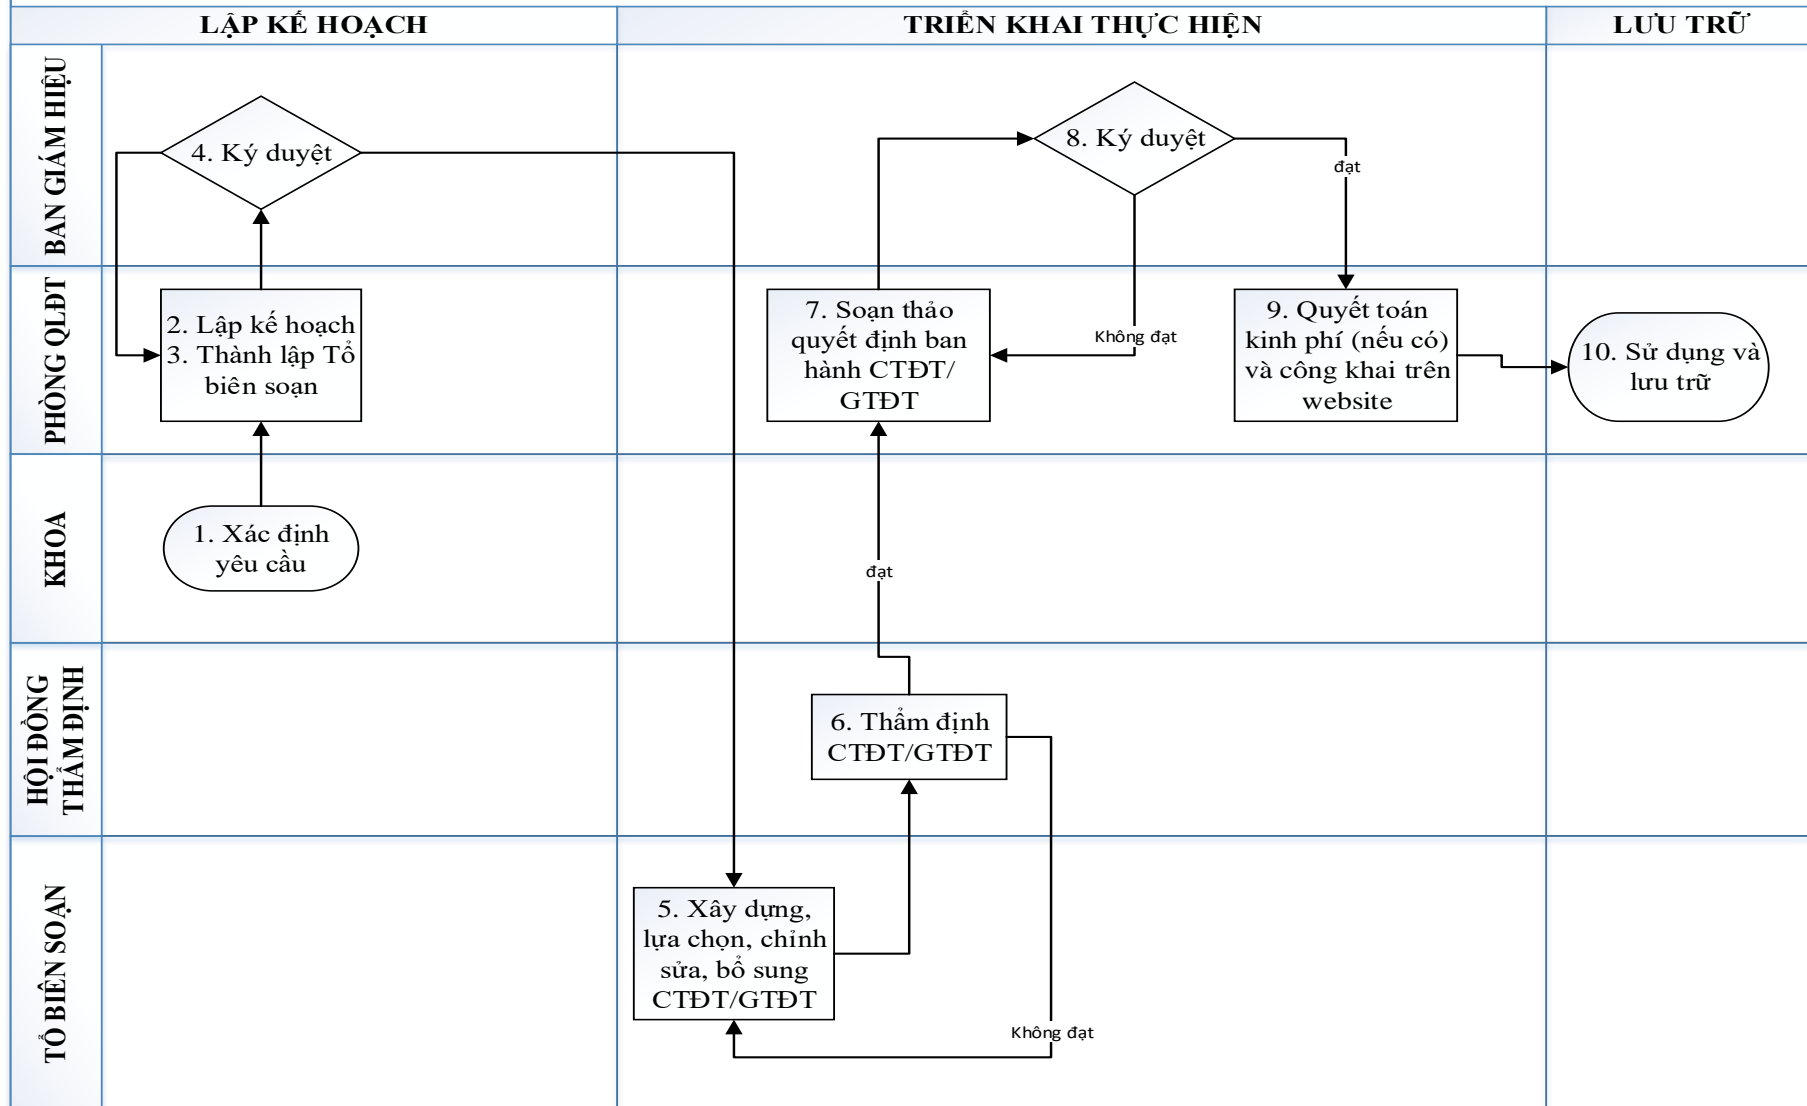 LẬP KẾ HOẠCH
TRIỂN KHAI THỰC HIỆN
LƯU TRỮ
BAN GIÁM HIỆU
4. Ký duyệt
8. Ký duyệt
đạt
PHÒNG QLĐT
2. Lập kế hoạch
3. Thành lập Tổ
biên soạn
7. Soạn thảo
quyết định ban
hành CTĐT/
GTĐT
Không đạt
9. Quyết toán
kinh phí (nếu có)
và công khai trên
website
10. Sử dụng và
lưu trữ
KHOA
1. Xác định
yêu cầu
đạt
HỘI ĐỒNG
THẨM ĐỊNH
6. Thẩm định
CTĐT/GTĐT
TỔ BIÊN SOẠN
5. Xây dựng,
lựa chọn, chỉnh
sửa, bổ sung
CTĐT/GTĐT
Không đạt